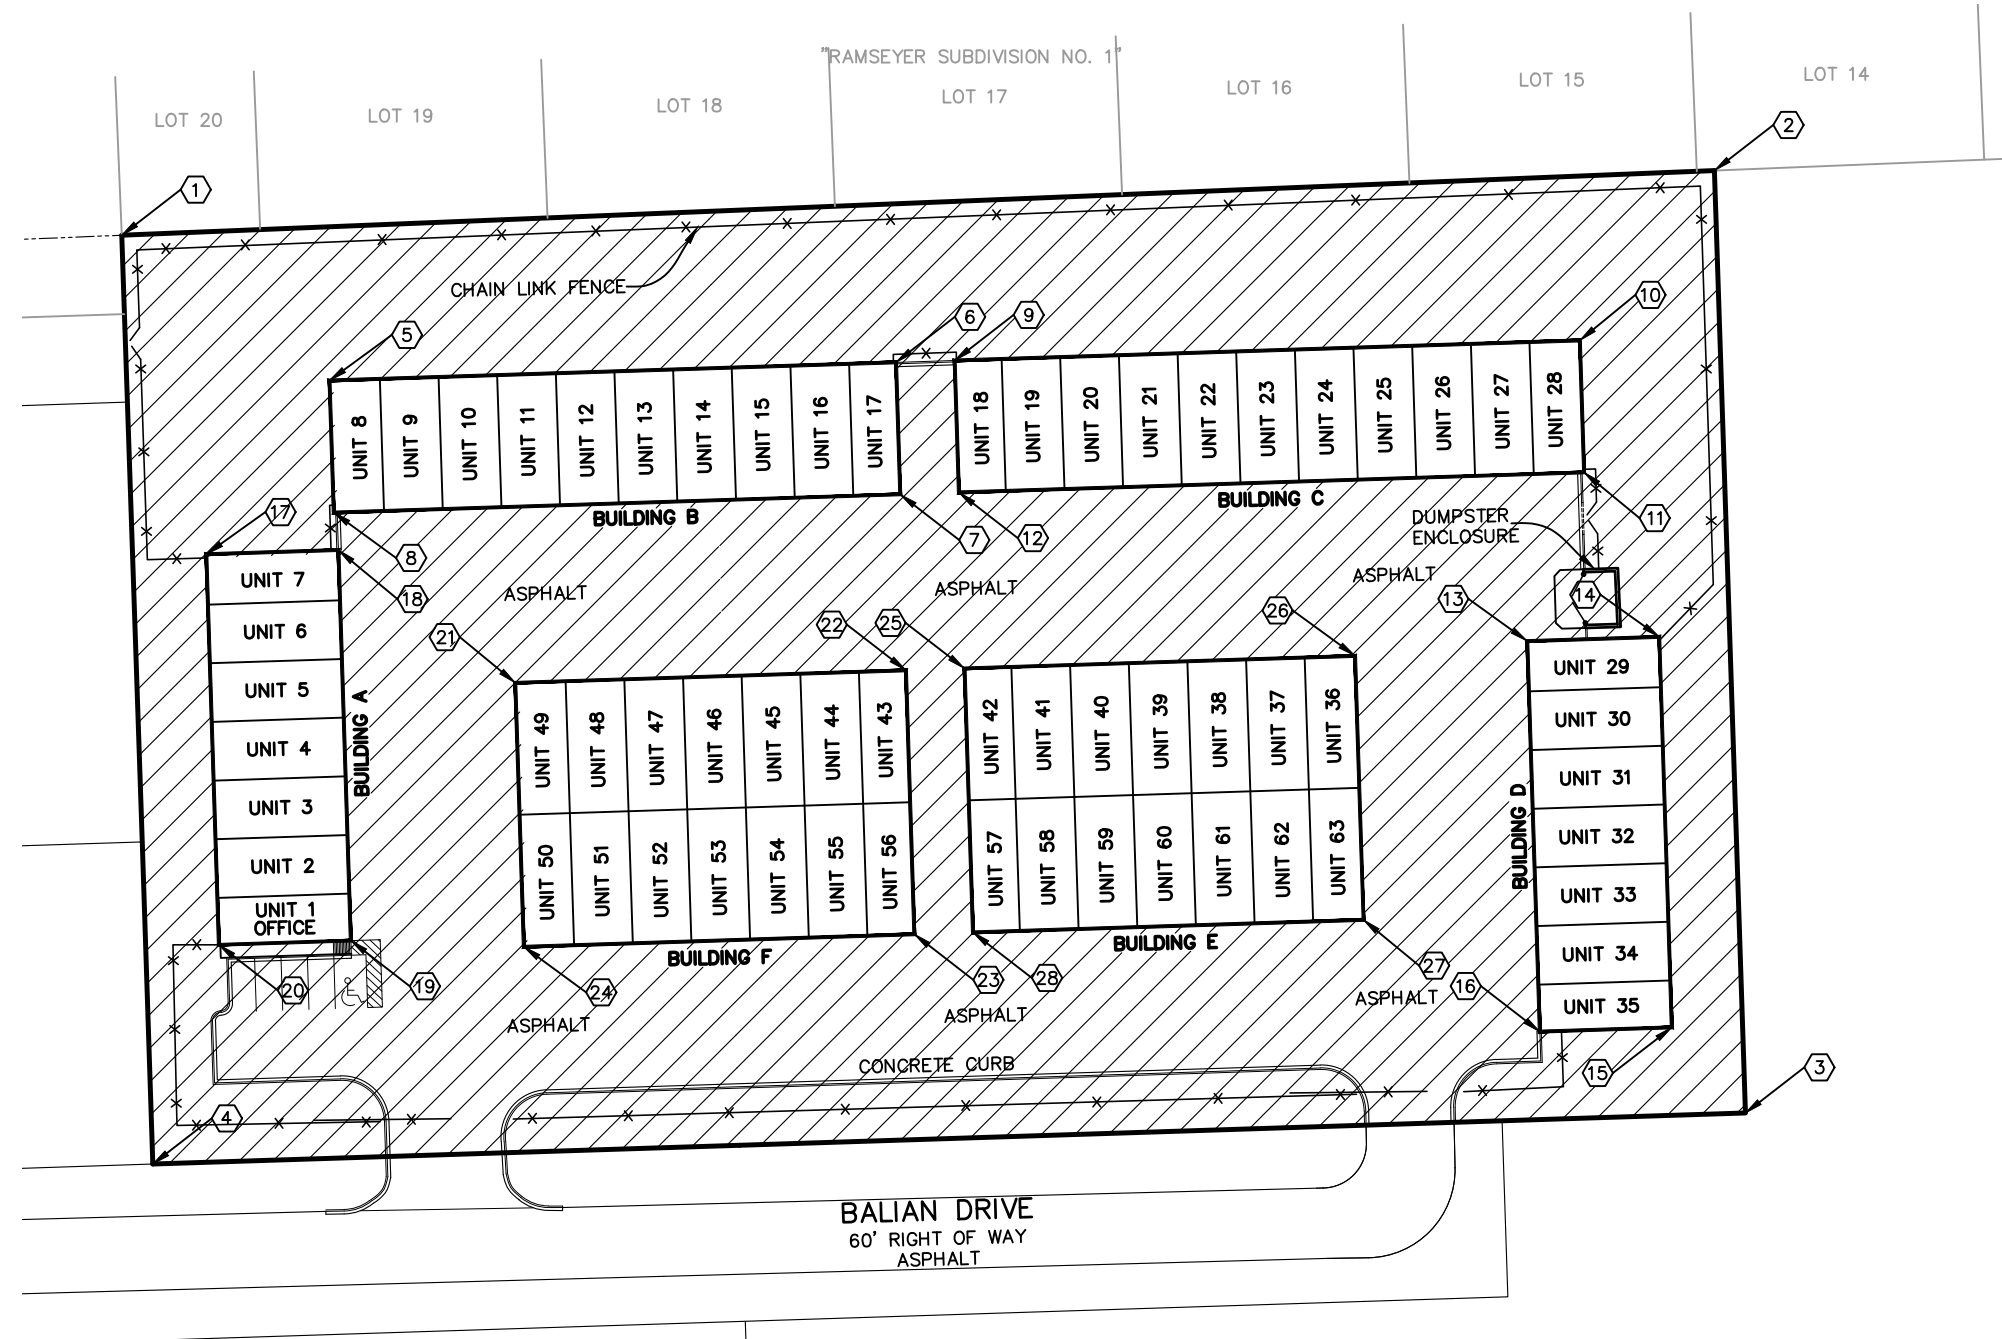 "RAMSEYER SUBDIVISION NO. 1"
LOT 20
LOT 19
LOT 18
LOT 17
LOT 16
LOT 15
LOT 14
1
2
CHAIN LINK FENCE
5
6
9
10
UNIT 8
UNIT 9
UNIT 10
UNIT 11
UNIT 12
UNIT 13
UNIT 14
UNIT 15
UNIT 16
UNIT 17
UNIT 18
UNIT 19
UNIT 20
UNIT 21
UNIT 22
UNIT 23
UNIT 24
UNIT 25
UNIT 26
UNIT 27
UNIT 28
BUILDING B
BUILDING C
17
8
18
7
12
11
DUMPSTER
ENCLOSURE
ASPHALT
ASPHALT
ASPHALT
13
14
21
22
25
26
UNIT 7
UNIT 6
UNIT 5
UNIT 4
UNIT 3
UNIT 2
UNIT 1
OFFICE
BUILDING A
UNIT 49
UNIT 48
UNIT 47
UNIT 46
UNIT 45
UNIT 44
UNIT 43
UNIT 50
UNIT 51
UNIT 52
UNIT 53
UNIT 54
UNIT 55
UNIT 56
BUILDING F
UNIT 42
UNIT 41
UNIT 40
UNIT 39
UNIT 38
UNIT 37
UNIT 36
UNIT 57
UNIT 58
UNIT 59
UNIT 60
UNIT 61
UNIT 62
UNIT 63
BUILDING E
BUILDING D
UNIT 29
UNIT 30
UNIT 31
UNIT 32
UNIT 33
UNIT 34
UNIT 35
20
19
24
23
28
27
16
15
ASPHALT
ASPHALT
ASPHALT
CONCRETE CURB
3
4
BALIAN DRIVE
60' RIGHT OF WAY
ASPHALT